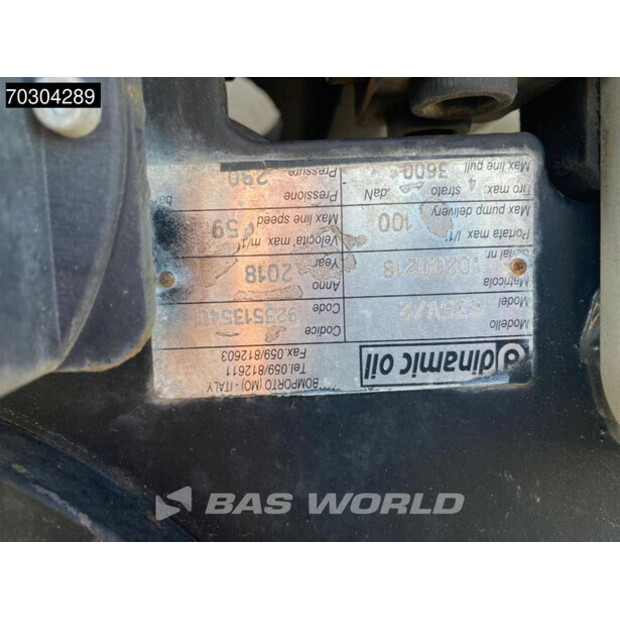 70304289
dinamic oil
BOMPORTO (MO) - ITALY
Tel.059/812611
Fax.059/812603
Modello
Model
Codice
Code
Matricola
Serial nr.
Anno
Year
2018
Portata max l/1'
Max pump delivery
100
Velocita' max m/1'
Max line speed
59
Tiro max. 4 strato .daN
Max line pull
3600
Pressione
Pressure
290
BAS WORLD